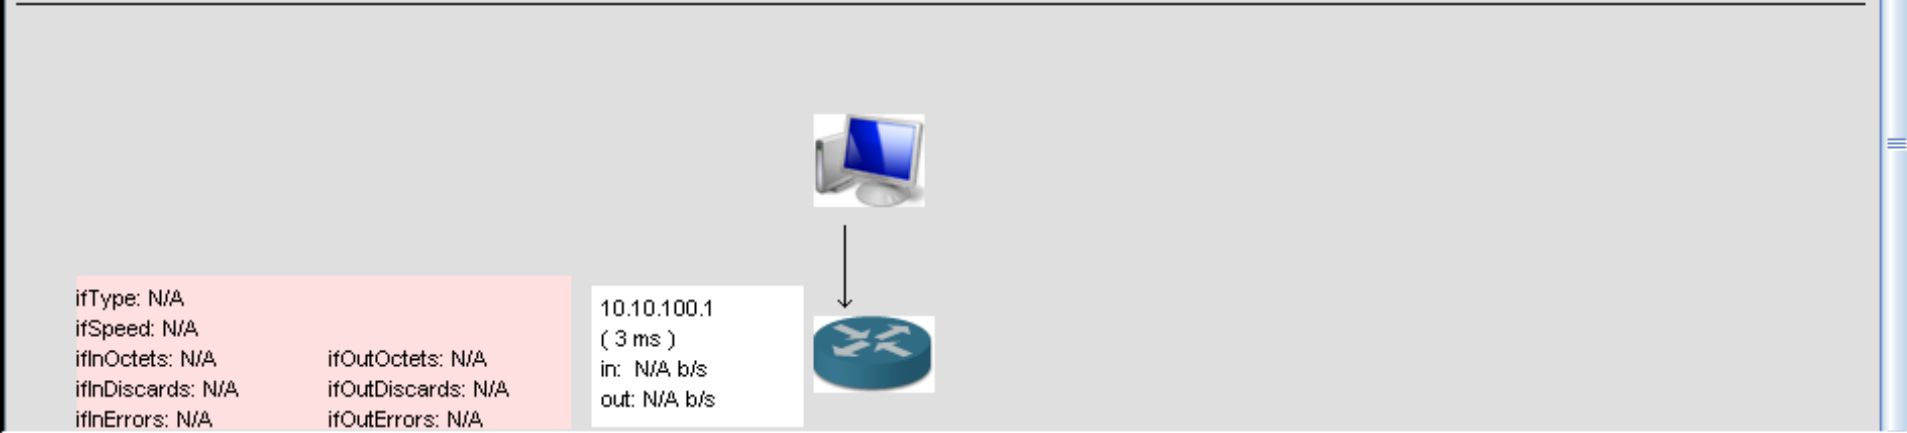 ifType: N/A
ifSpeed: N/A
ifInOctets: N/A ifOutOctets: N/A
ifInDiscards: N/A ifOutDiscards: N/A
ifInErrors: N/A ifOutErrors: N/A
10.10.100.1
( 3 ms )
in: N/A b/s
out: N/A b/s